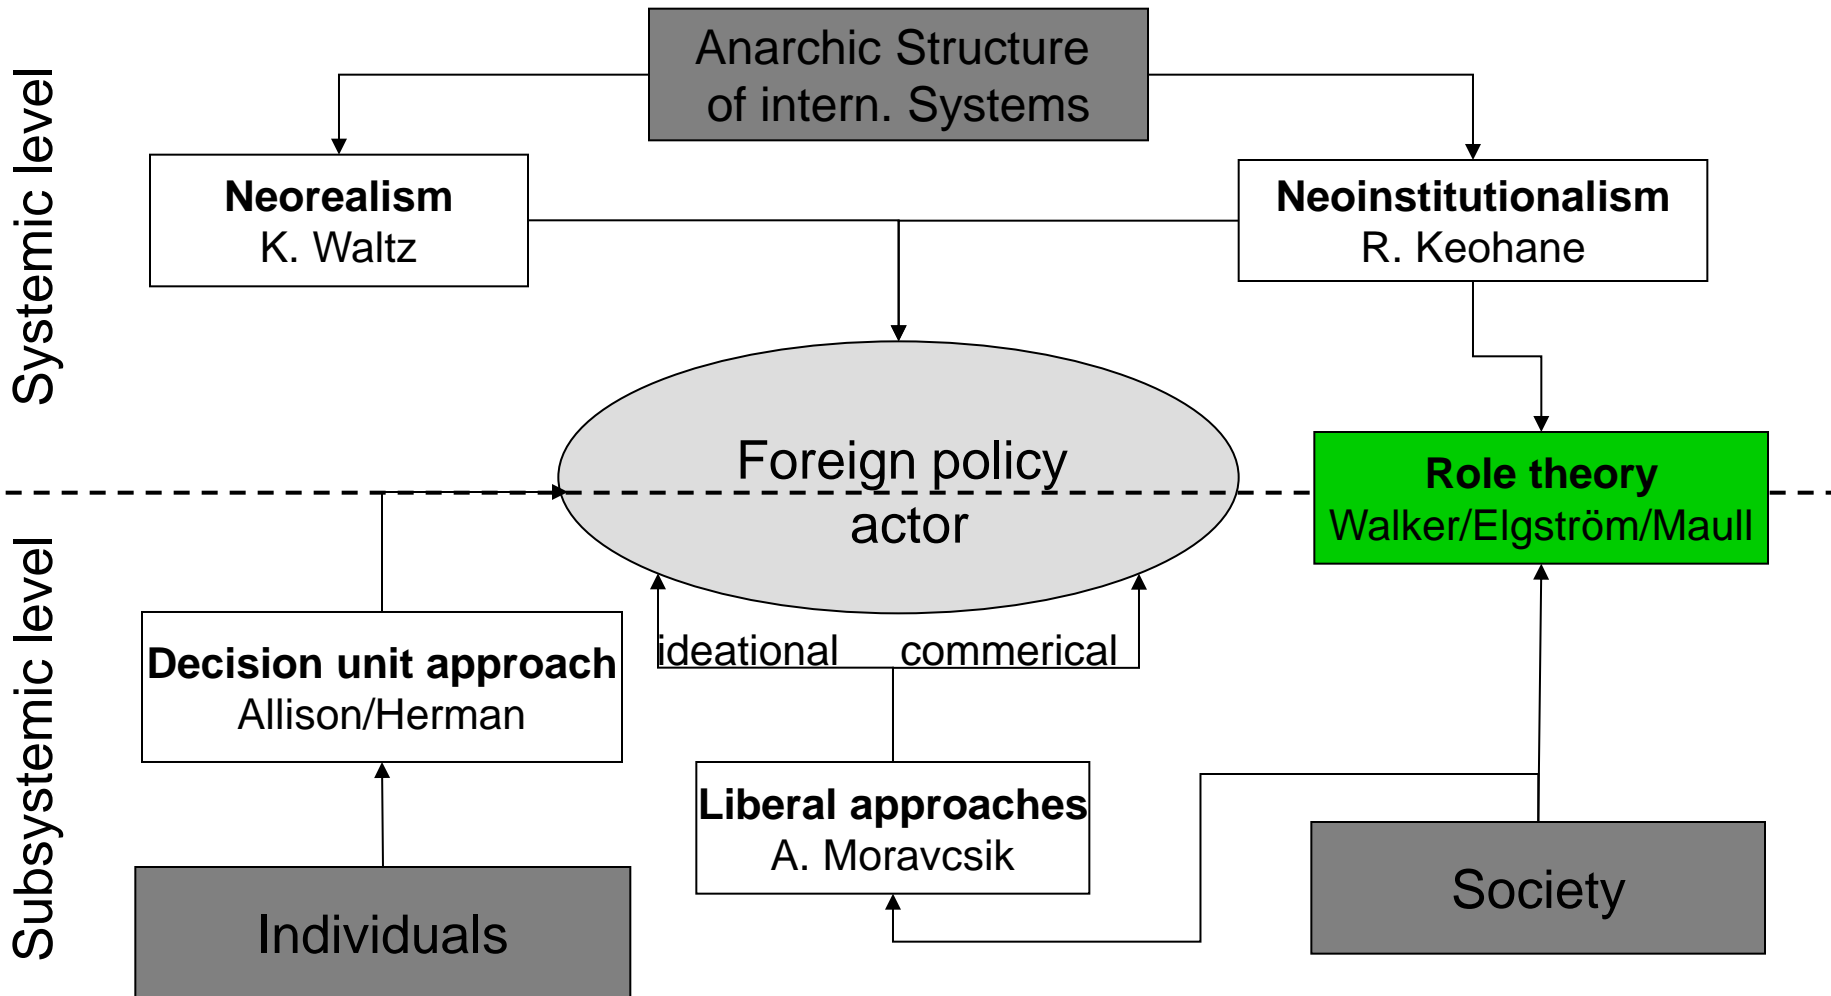 Systemic level
Anarchic Structure
of intern. Systems
Neorealism
K. Waltz
Neoinstitutionalism
R. Keohane
Foreign policy
actor
Role theory
Walker/Elgström/Maull
Subsystemic level
Decision unit approach
Allison/Herman
ideational
commerical
Liberal approaches
A. Moravcsik
Individuals
Society